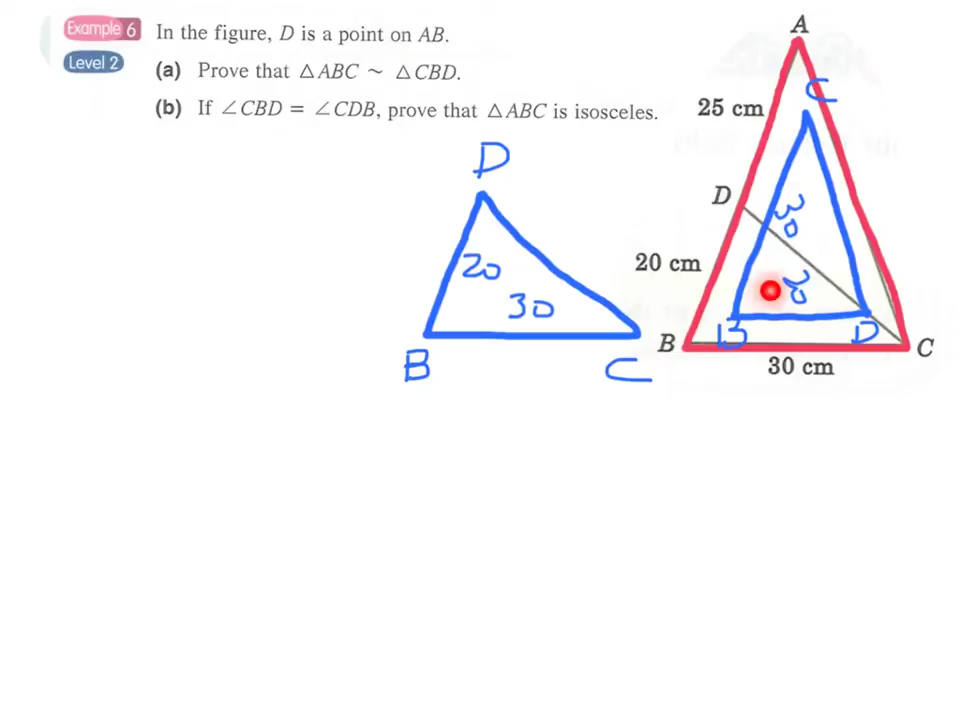 Example 6 In the figure, D is a point on AB.
Level 2 (a) Prove that △ABC ~ △CBD.
(b) If ∠CBD = ∠CDB, prove that △ABC is isosceles.
A
25 cm
C
D
D
30
20 cm
20
20
30
B
D
B
C
30 cm
B
C